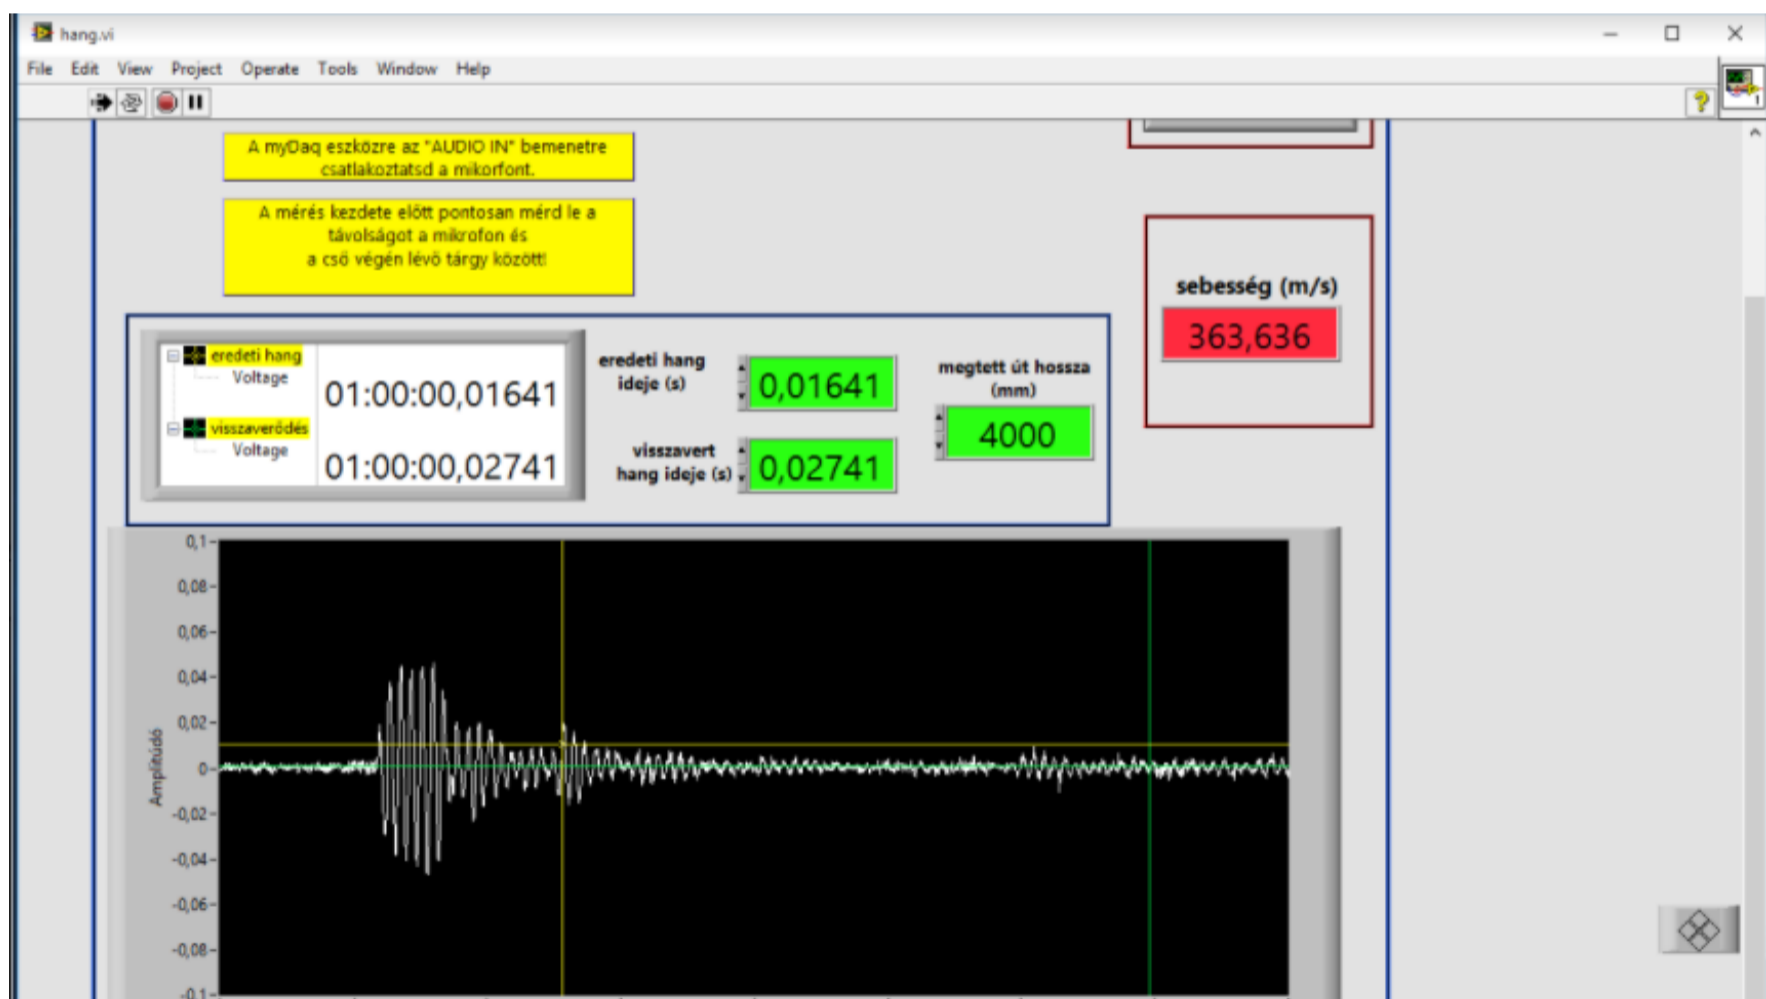 hang.vi
File Edit View Project Operate Tools Window Help
1
A myDaq eszközre az "AUDIO IN" bemenetre
csatlakoztatsd a mikorfont.
A mérés kezdete előtt pontosan mérd le a
távolságot a mikrofon és
a cső végén lévő tárgy között!
sebesség (m/s)
363,636
eredeti hang
Voltage
01:00:00,01641
visszaverődés
Voltage
01:00:00,02741
eredeti hang
ideje (s)
0,01641
visszavert
hang ideje (s)
0,02741
megtett út hossza
(mm)
4000
Amplitúdó
0,1
0,08
0,06
0,04
0,02
0
-0,02
-0,04
-0,06
-0,08
-0,1